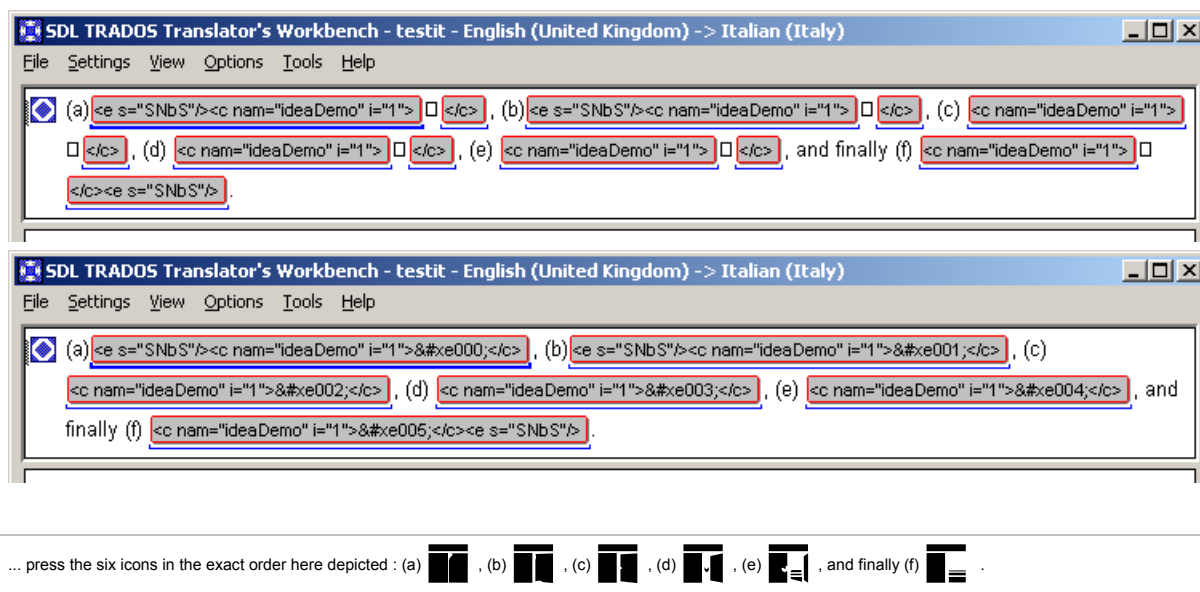 SDL TRADOS Translator's Workbench - testit - English (United Kingdom) -> Italian (Italy)
File Settings View Options Tools Help
(a) <e s="SNbS"/><c nam="ideaDemo" i="1"> □ </c> , (b) <e s="SNbS"/><c nam="ideaDemo" i="1"> □ </c> , (c) <c nam="ideaDemo" i="1">
□ </c> , (d) <c nam="ideaDemo" i="1"> □ </c> , (e) <c nam="ideaDemo" i="1"> □ </c> , and finally (f) <c nam="ideaDemo" i="1"> □
</c><e s="SNbS"/> .
SDL TRADOS Translator's Workbench - testit - English (United Kingdom) -> Italian (Italy)
File Settings View Options Tools Help
(a) <e s="SNbS"/><c nam="ideaDemo" i="1">&#xe000;</c> , (b) <e s="SNbS"/><c nam="ideaDemo" i="1">&#xe001;</c> , (c)
<c nam="ideaDemo" i="1">&#xe002;</c> , (d) <c nam="ideaDemo" i="1">&#xe003;</c> , (e) <c nam="ideaDemo" i="1">&#xe004;</c> , and
finally (f) <c nam="ideaDemo" i="1">&#xe005;</c><e s="SNbS"/> .
... press the six icons in the exact order here depicted : (a) , (b) , (c) , (d) , (e) , and finally (f) .